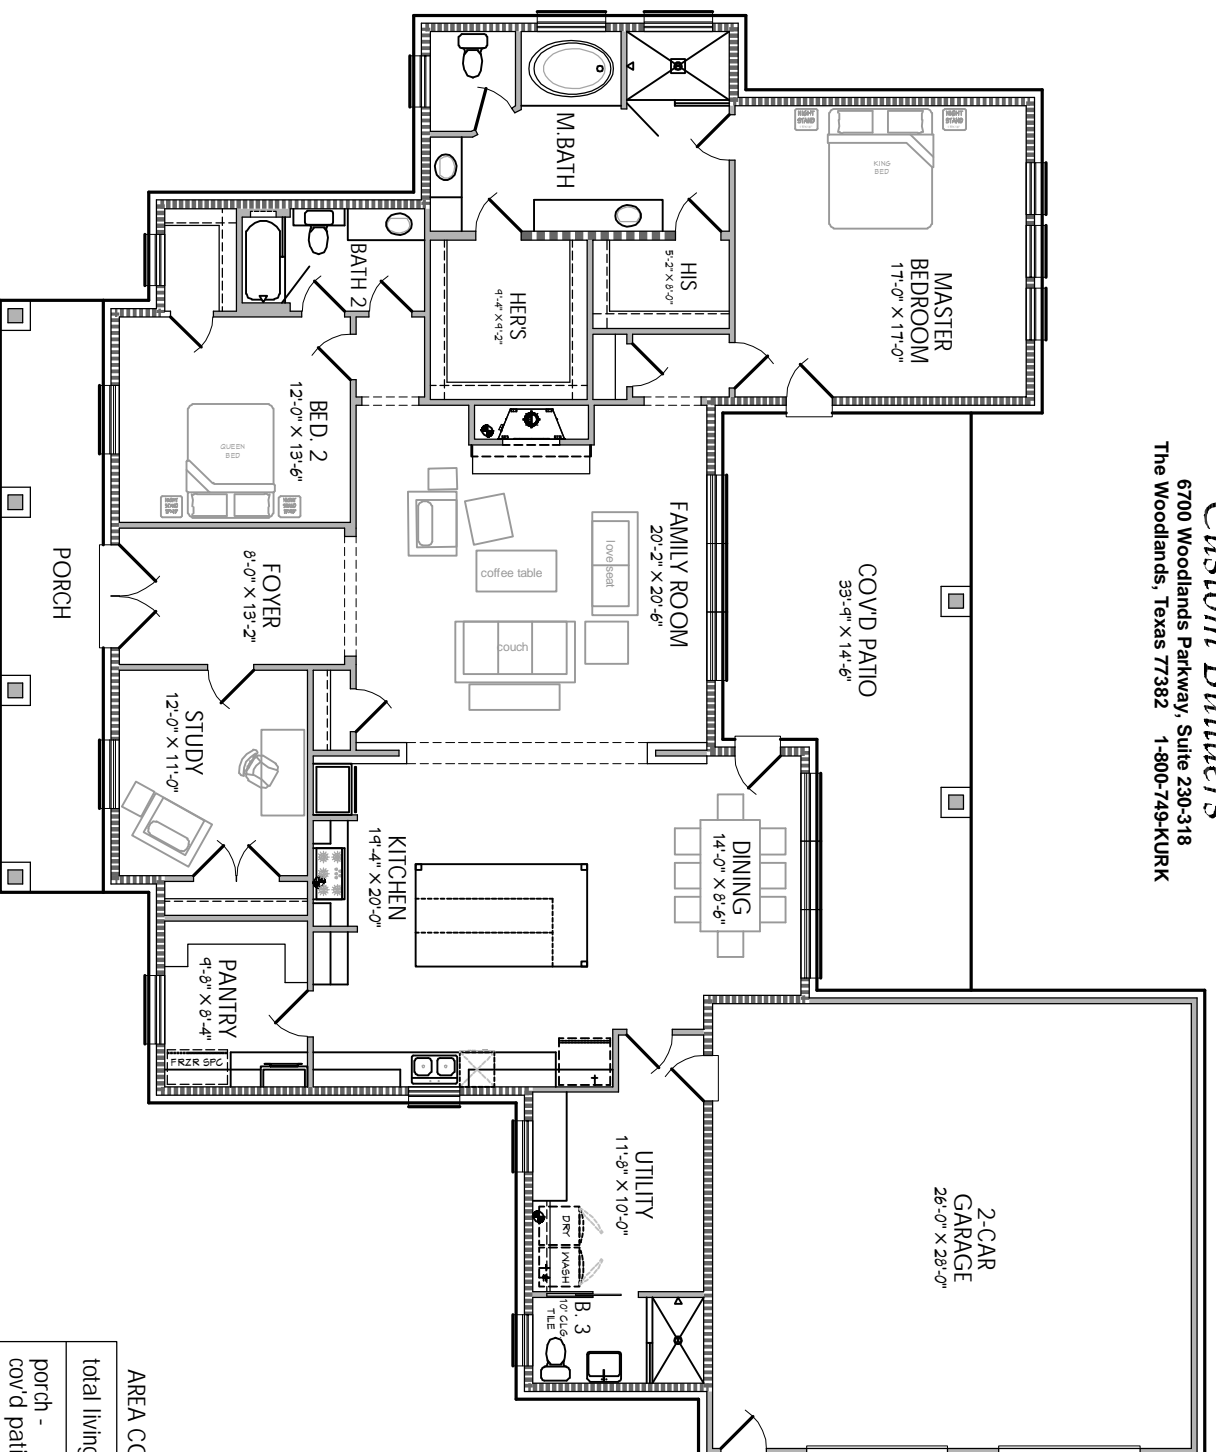 Custom Builders
6700 Woodlands Parkway, Suite 230-318
The Woodlands, Texas 77382 1-800-749-KURK
NIGHT
STAND
KING
BED
NIGHT
STAND
MASTER
BEDROOM
17'-0" X 17'-0"
M.BATH
HIS
5'-2" X 8'-0"
HER'S
9'-4" X 9'-2"
BATH 2
BED. 2
12'-0" X 13'-6"
QUEEN
BED
COV'D PATIO
33'-9" X 14'-6"
FAMILY ROOM
20'-2" X 20'-6"
love seat
coffee table
couch
FOYER
8'-0" X 13'-2"
PORCH
STUDY
12'-0" X 11'-0"
DINING
14'-0" X 8'-6"
KITCHEN
19'-4" X 20'-0"
PANTRY
9'-8" X 8'-4"
FRZR SPC
2-CAR
GARAGE
26'-0" X 28'-0"
UTILITY
11'-8" X 10'-0"
DRY
WASH
B. 3
10' CLG
TILE
AREA CO
total living
porch -
cov'd pati